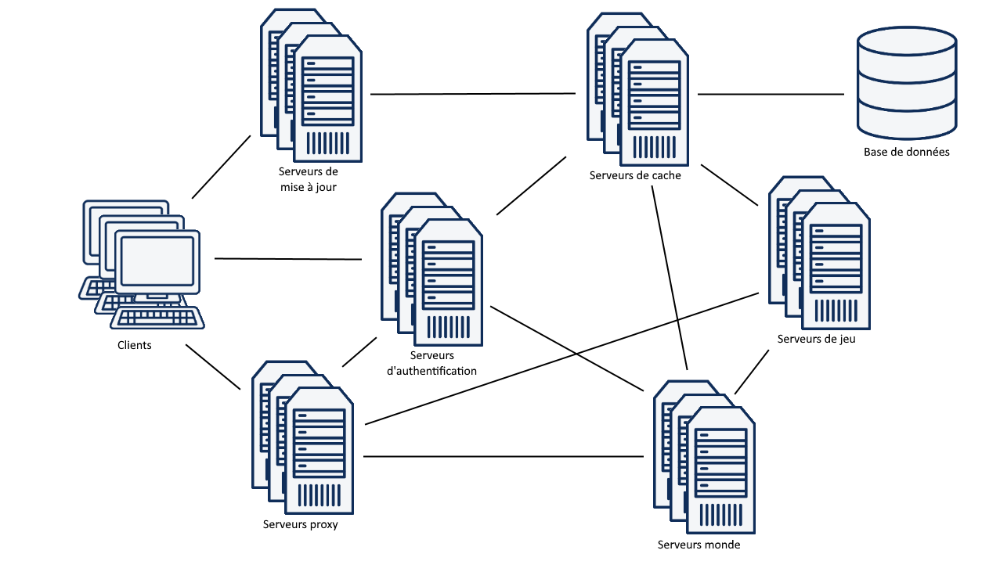 Base de données
Serveurs de
mise à jour
Serveurs de cache
Clients
Serveurs de jeu
Serveurs
d'authentification
Serveurs proxy
Serveurs monde